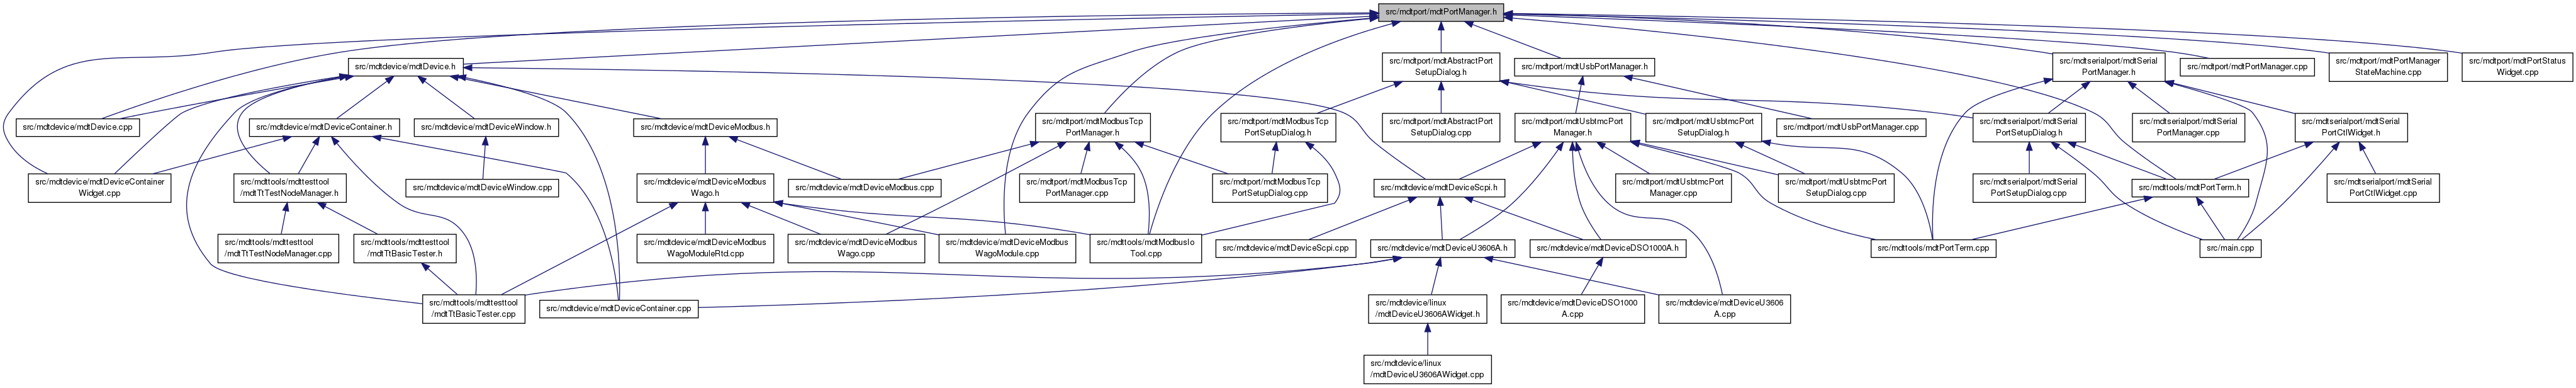 src/mdtport/mdtPortManager.h
src/mdtdevice/mdtDevice.h
src/mdtport/mdtAbstractPort
SetupDialog.h
src/mdtport/mdtUsbPortManager.h
src/mdtserialport/mdtSerial
PortManager.h
src/mdtport/mdtPortManager.cpp
src/mdtport/mdtPortManager
StateMachine.cpp
src/mdtport/mdtPortStatus
Widget.cpp
src/mdtdevice/mdtDevice.cpp
src/mdtdevice/mdtDeviceContainer.h
src/mdtdevice/mdtDeviceWindow.h
src/mdtdevice/mdtDeviceModbus.h
src/mdtport/mdtModbusTcp
PortManager.h
src/mdtport/mdtModbusTcp
PortSetupDialog.h
src/mdtport/mdtAbstractPort
SetupDialog.cpp
src/mdtport/mdtUsbtmcPort
Manager.h
src/mdtport/mdtUsbtmcPort
SetupDialog.h
src/mdtport/mdtUsbPortManager.cpp
src/mdtserialport/mdtSerial
PortSetupDialog.h
src/mdtserialport/mdtSerial
PortManager.cpp
src/mdtserialport/mdtSerial
PortCtlWidget.h
src/mdtdevice/mdtDeviceContainer
Widget.cpp
src/mdttools/mdttesttool
/mdtTtTestNodeManager.h
src/mdtdevice/mdtDeviceWindow.cpp
src/mdtdevice/mdtDeviceModbus
Wago.h
src/mdtdevice/mdtDeviceModbus.cpp
src/mdtport/mdtModbusTcp
PortManager.cpp
src/mdtport/mdtModbusTcp
PortSetupDialog.cpp
src/mdtdevice/mdtDeviceScpi.h
src/mdtport/mdtUsbtmcPort
Manager.cpp
src/mdtport/mdtUsbtmcPort
SetupDialog.cpp
src/mdtserialport/mdtSerial
PortSetupDialog.cpp
src/mdttools/mdtPortTerm.h
src/mdtserialport/mdtSerial
PortCtlWidget.cpp
src/mdttools/mdttesttool
/mdtTtTestNodeManager.cpp
src/mdttools/mdttesttool
/mdtTtBasicTester.h
src/mdtdevice/mdtDeviceModbus
WagoModuleRtd.cpp
src/mdtdevice/mdtDeviceModbus
Wago.cpp
src/mdtdevice/mdtDeviceModbus
WagoModule.cpp
src/mdttools/mdtModbusIo
Tool.cpp
src/mdtdevice/mdtDeviceScpi.cpp
src/mdtdevice/mdtDeviceU3606A.h
src/mdtdevice/mdtDeviceDSO1000A.h
src/mdttools/mdtPortTerm.cpp
src/main.cpp
src/mdttools/mdttesttool
/mdtTtBasicTester.cpp
src/mdtdevice/mdtDeviceContainer.cpp
src/mdtdevice/linux
/mdtDeviceU3606AWidget.h
src/mdtdevice/mdtDeviceDSO1000
A.cpp
src/mdtdevice/mdtDeviceU3606
A.cpp
src/mdtdevice/linux
/mdtDeviceU3606AWidget.cpp